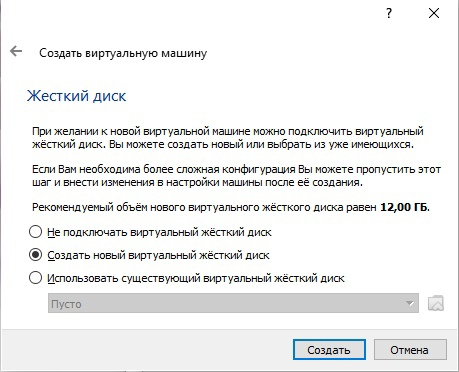 Создать виртуальную машину
Жесткий диск
При желании к новой виртуальной машине можно подключить виртуальный
жёсткий диск. Вы можете создать новый или выбрать из уже имеющихся.
Если Вам необходима более сложная конфигурация Вы можете пропустить этот
шаг и внести изменения в настройки машины после её создания.
Рекомендуемый объём нового виртуального жёсткого диска равен 12,00 ГБ.
Не подключать виртуальный жёсткий диск
Создать новый виртуальный жёсткий диск
Использовать существующий виртуальный жёсткий диск
Пусто
Создать
Отмена